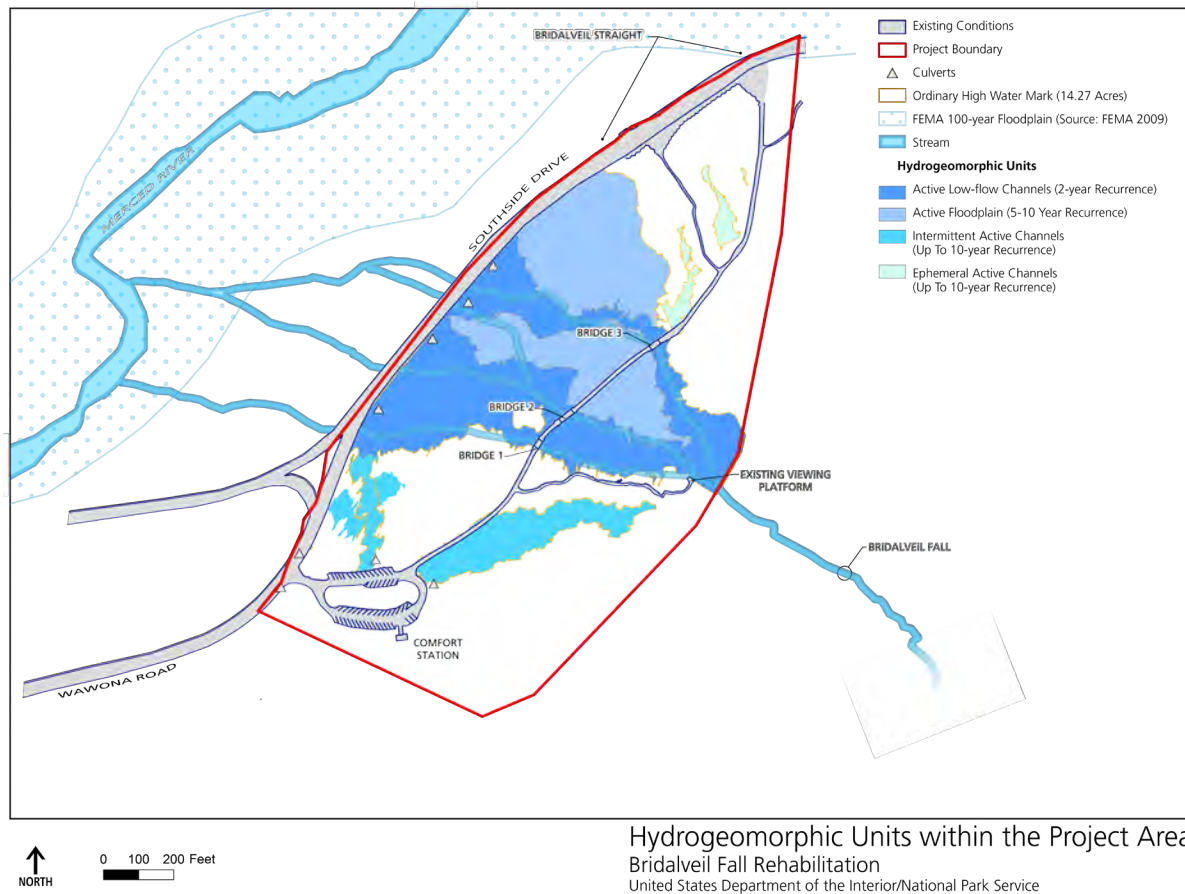 BRIDALVEIL STRAIGHT
MERCED RIVER
SOUTHSIDE DRIVE
BRIDGE 3
BRIDGE 2
BRIDGE 1
EXISTING VIEWING
PLATFORM
BRIDALVEIL FALL
COMFORT
STATION
WAWONA ROAD
Existing Conditions
Project Boundary
Culverts
Ordinary High Water Mark (14.27 Acres)
FEMA 100-year Floodplain (Source: FEMA 2009)
Stream
Hydrogeomorphic Units
Active Low-flow Channels (2-year Recurrence)
Active Floodplain (5-10 Year Recurrence)
Intermittent Active Channels
(Up To 10-year Recurrence)
Ephemeral Active Channels
(Up To 10-year Recurrence)
NORTH
0 100 200 Feet
Hydrogeomorphic Units within the Project Area
Bridalveil Fall Rehabilitation
United States Department of the Interior/National Park Service